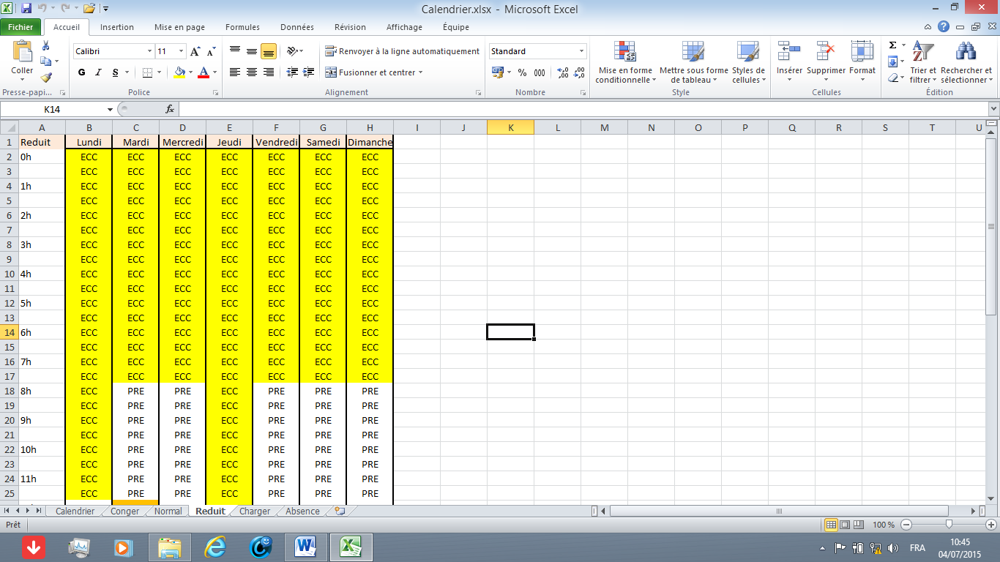 Calendrier.xlsx - Microsoft Excel
Fichier Accueil Insertion Mise en page Formules Données Révision Affichage Équipe
Coller
Presse-papi...
Calibri 11
G I S A
Police
Renvoyer à la ligne automatiquement
Fusionner et centrer
Alignement
Standard
% 000
Nombre
Mise en forme conditionnelle
Mettre sous forme de tableau
Styles de cellules
Style
Insérer Supprimer Format
Cellules
Σ
Trier et filtrer
Rechercher et sélectionner
Édition
K14 fx
A B C D E F G H I J K L M N O P Q R S T U
1 Reduit Lundi Mardi Mercredi Jeudi Vendredi Samedi Dimanche
2 0h ECC ECC ECC ECC ECC ECC ECC
3 ECC ECC ECC ECC ECC ECC ECC
4 1h ECC ECC ECC ECC ECC ECC ECC
5 ECC ECC ECC ECC ECC ECC ECC
6 2h ECC ECC ECC ECC ECC ECC ECC
7 ECC ECC ECC ECC ECC ECC ECC
8 3h ECC ECC ECC ECC ECC ECC ECC
9 ECC ECC ECC ECC ECC ECC ECC
10 4h ECC ECC ECC ECC ECC ECC ECC
11 ECC ECC ECC ECC ECC ECC ECC
12 5h ECC ECC ECC ECC ECC ECC ECC
13 ECC ECC ECC ECC ECC ECC ECC
14 6h ECC ECC ECC ECC ECC ECC ECC
15 ECC ECC ECC ECC ECC ECC ECC
16 7h ECC ECC ECC ECC ECC ECC ECC
17 ECC ECC ECC ECC ECC ECC ECC
18 8h ECC PRE PRE ECC PRE PRE PRE
19 ECC PRE PRE ECC PRE PRE PRE
20 9h ECC PRE PRE ECC PRE PRE PRE
21 ECC PRE PRE ECC PRE PRE PRE
22 10h ECC PRE PRE ECC PRE PRE PRE
23 ECC PRE PRE ECC PRE PRE PRE
24 11h ECC PRE PRE ECC PRE PRE PRE
25 ECC PRE PRE ECC PRE PRE PRE
Calendrier Conger Normal Reduit Charger Absence
Prêt 100 %
FRA 10:45
04/07/2015